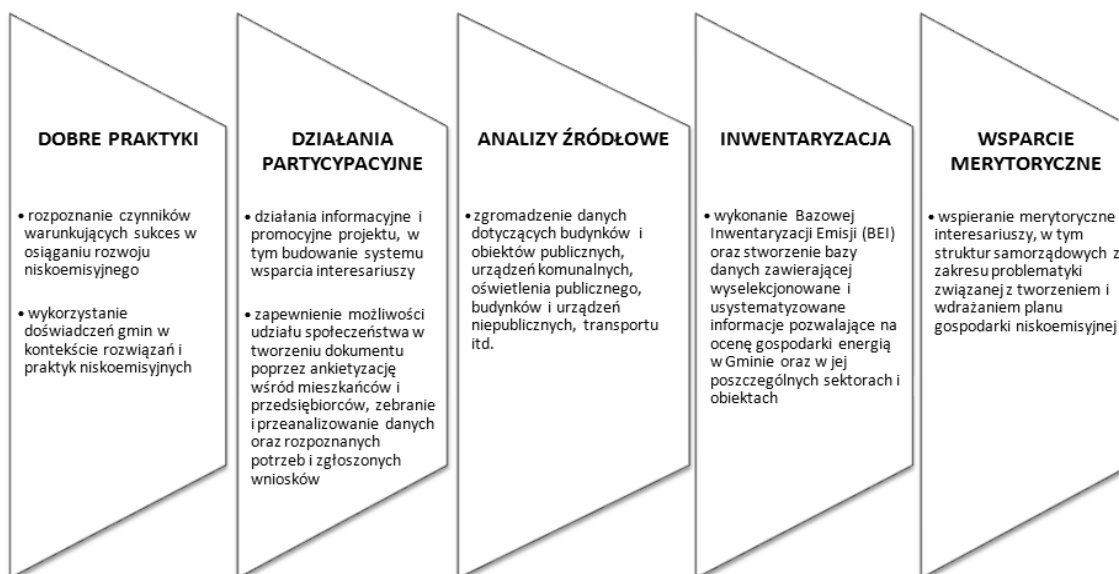 DOBRE PRAKTYKI
• rozpoznanie czynników
warunkujących sukces w
osiąganiu rozwoju
niskoemisyjnego
• wykorzystanie
doświadczeń gmin w
kontekście rozwiązań i
praktyk niskoemisyjnych
DZIAŁANIA
PARTYCYPACYJNE
• działania informacyjne i
promocyjne projektu, w
tym budowanie systemu
wsparcia interesariuszy
• zapewnienie możliwości
udziału społeczeństwa w
tworzeniu dokumentu
poprzez ankietyzację
wśród mieszkańców i
przedsiębiorców, zebranie
i przeanalizowanie danych
oraz rozpoznanych
potrzeb i zgłoszonych
wniosków
ANALIZY ŹRÓDŁOWE
• zgromadzenie danych
dotyczących budynków i
obiektów publicznych,
urządzeń komunalnych,
oświetlenia publicznego,
budynków i urządzeń
niepublicznych, transportu
itd.
INWENTARYZACJA
• wykonanie Bazowej
Inwentaryzacji Emisji (BEI)
oraz stworzenie bazy
danych zawierającej
wyselekcjonowane i
usystematyzowane
informacje pozwalające na
ocenę gospodarki energią
w Gminie oraz w jej
poszczególnych sektorach i
obiektach
WSPARCIE
MERYTORYCZNE
• wspieranie merytoryczne
interesariuszy, w tym
struktur samorządowych z
zakresu problematyki
związanej z tworzeniem i
wdrażaniem planu
gospodarki niskoemisyjnej